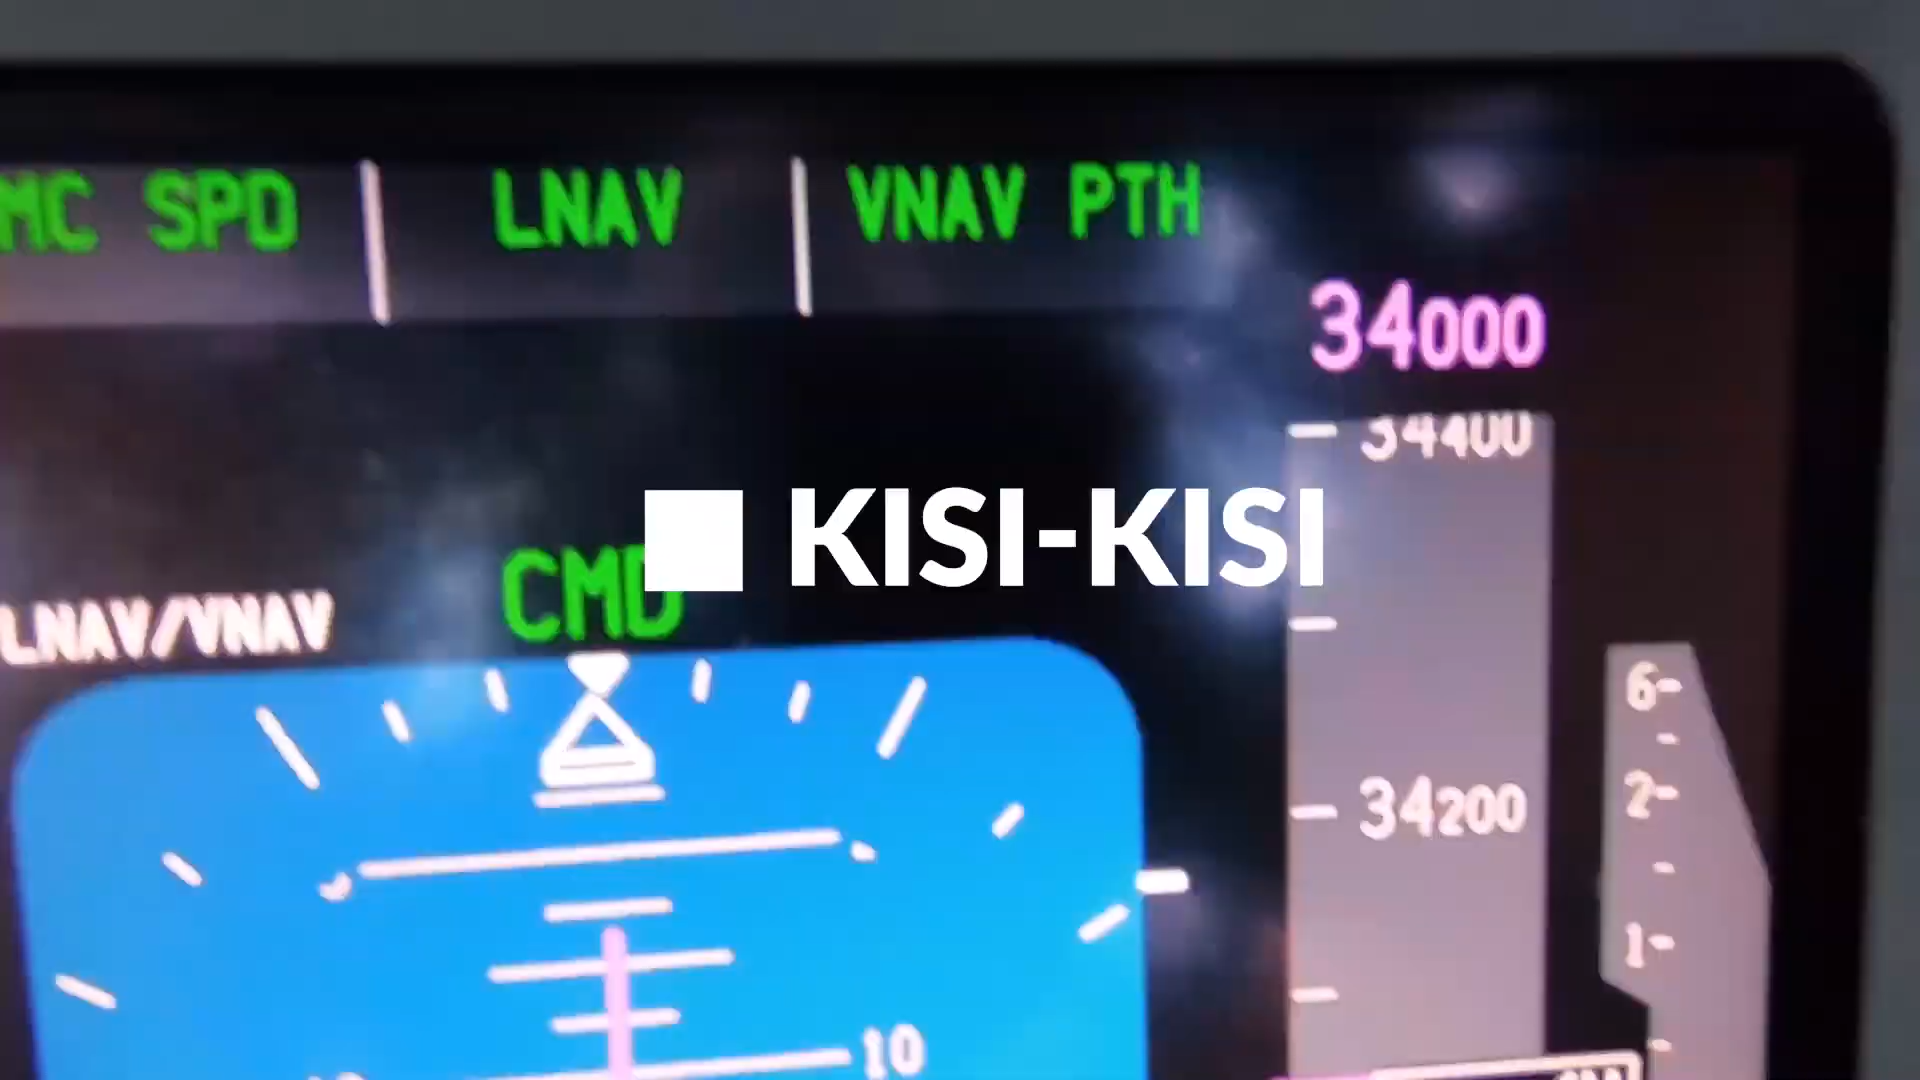 MC SPD LNAV VNAV PTH
34000
34400
KISI-KISI
CMD
LNAV/VNAV
6
2
34200
1
10